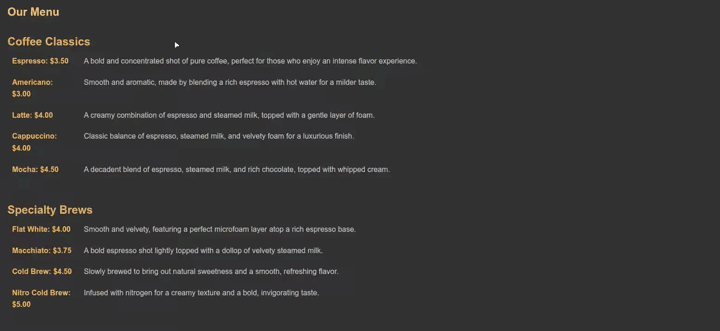 Our Menu
Coffee Classics
Espresso: $3.50 A bold and concentrated shot of pure coffee, perfect for those who enjoy an intense flavor experience.
Americano: Smooth and aromatic, made by blending a rich espresso with hot water for a milder taste.
$3.00
Latte: $4.00 A creamy combination of espresso and steamed milk, topped with a gentle layer of foam.
Cappuccino: Classic balance of espresso, steamed milk, and velvety foam for a luxurious finish.
$4.00
Mocha: $4.50 A decadent blend of espresso, steamed milk, and rich chocolate, topped with whipped cream.
Specialty Brews
Flat White: $4.00 Smooth and velvety, featuring a perfect microfoam layer atop a rich espresso base.
Macchiato: $3.75 A bold espresso shot lightly topped with a dollop of velvety steamed milk.
Cold Brew: $4.50 Slowly brewed to bring out natural sweetness and a smooth, refreshing flavor.
Nitro Cold Brew: Infused with nitrogen for a creamy texture and a bold, invigorating taste.
$5.00